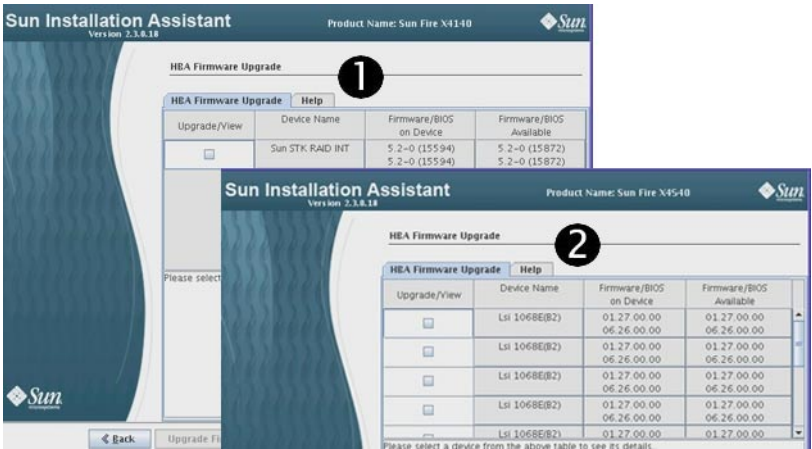 Sun Installation Assistant
Version 2.3.8.18
Product Name: Sun Fire X4140
Sun
HBA Firmware Upgrade
1
HBA Firmware Upgrade Help
Upgrade/View Device Name Firmware/BIOS on Device Firmware/BIOS Available
Sun STK RAID INT 5.2-0 (15594) 5.2-0 (15872)
5.2-0 (15594) 5.2-0 (15872)
Please select
Sun
Back
Upgrade Fi
Sun Installation Assistant
Version 2.3.8.18
Product Name: Sun Fire X4540
Sun
HBA Firmware Upgrade
2
HBA Firmware Upgrade Help
Upgrade/View Device Name Firmware/BIOS on Device Firmware/BIOS Available
Lsi 1068E(B2) 01.27.00.00 01.27.00.00
06.26.00.00 06.26.00.00
Lsi 1068E(B2) 01.27.00.00 01.27.00.00
06.26.00.00 06.26.00.00
Lsi 1068E(B2) 01.27.00.00 01.27.00.00
06.26.00.00 06.26.00.00
Lsi 1068E(B2) 01.27.00.00 01.27.00.00
06.26.00.00 06.26.00.00
Lsi 1068E(B2) 01.27.00.00 01.27.00.00
Please select a device from the above table to see its details